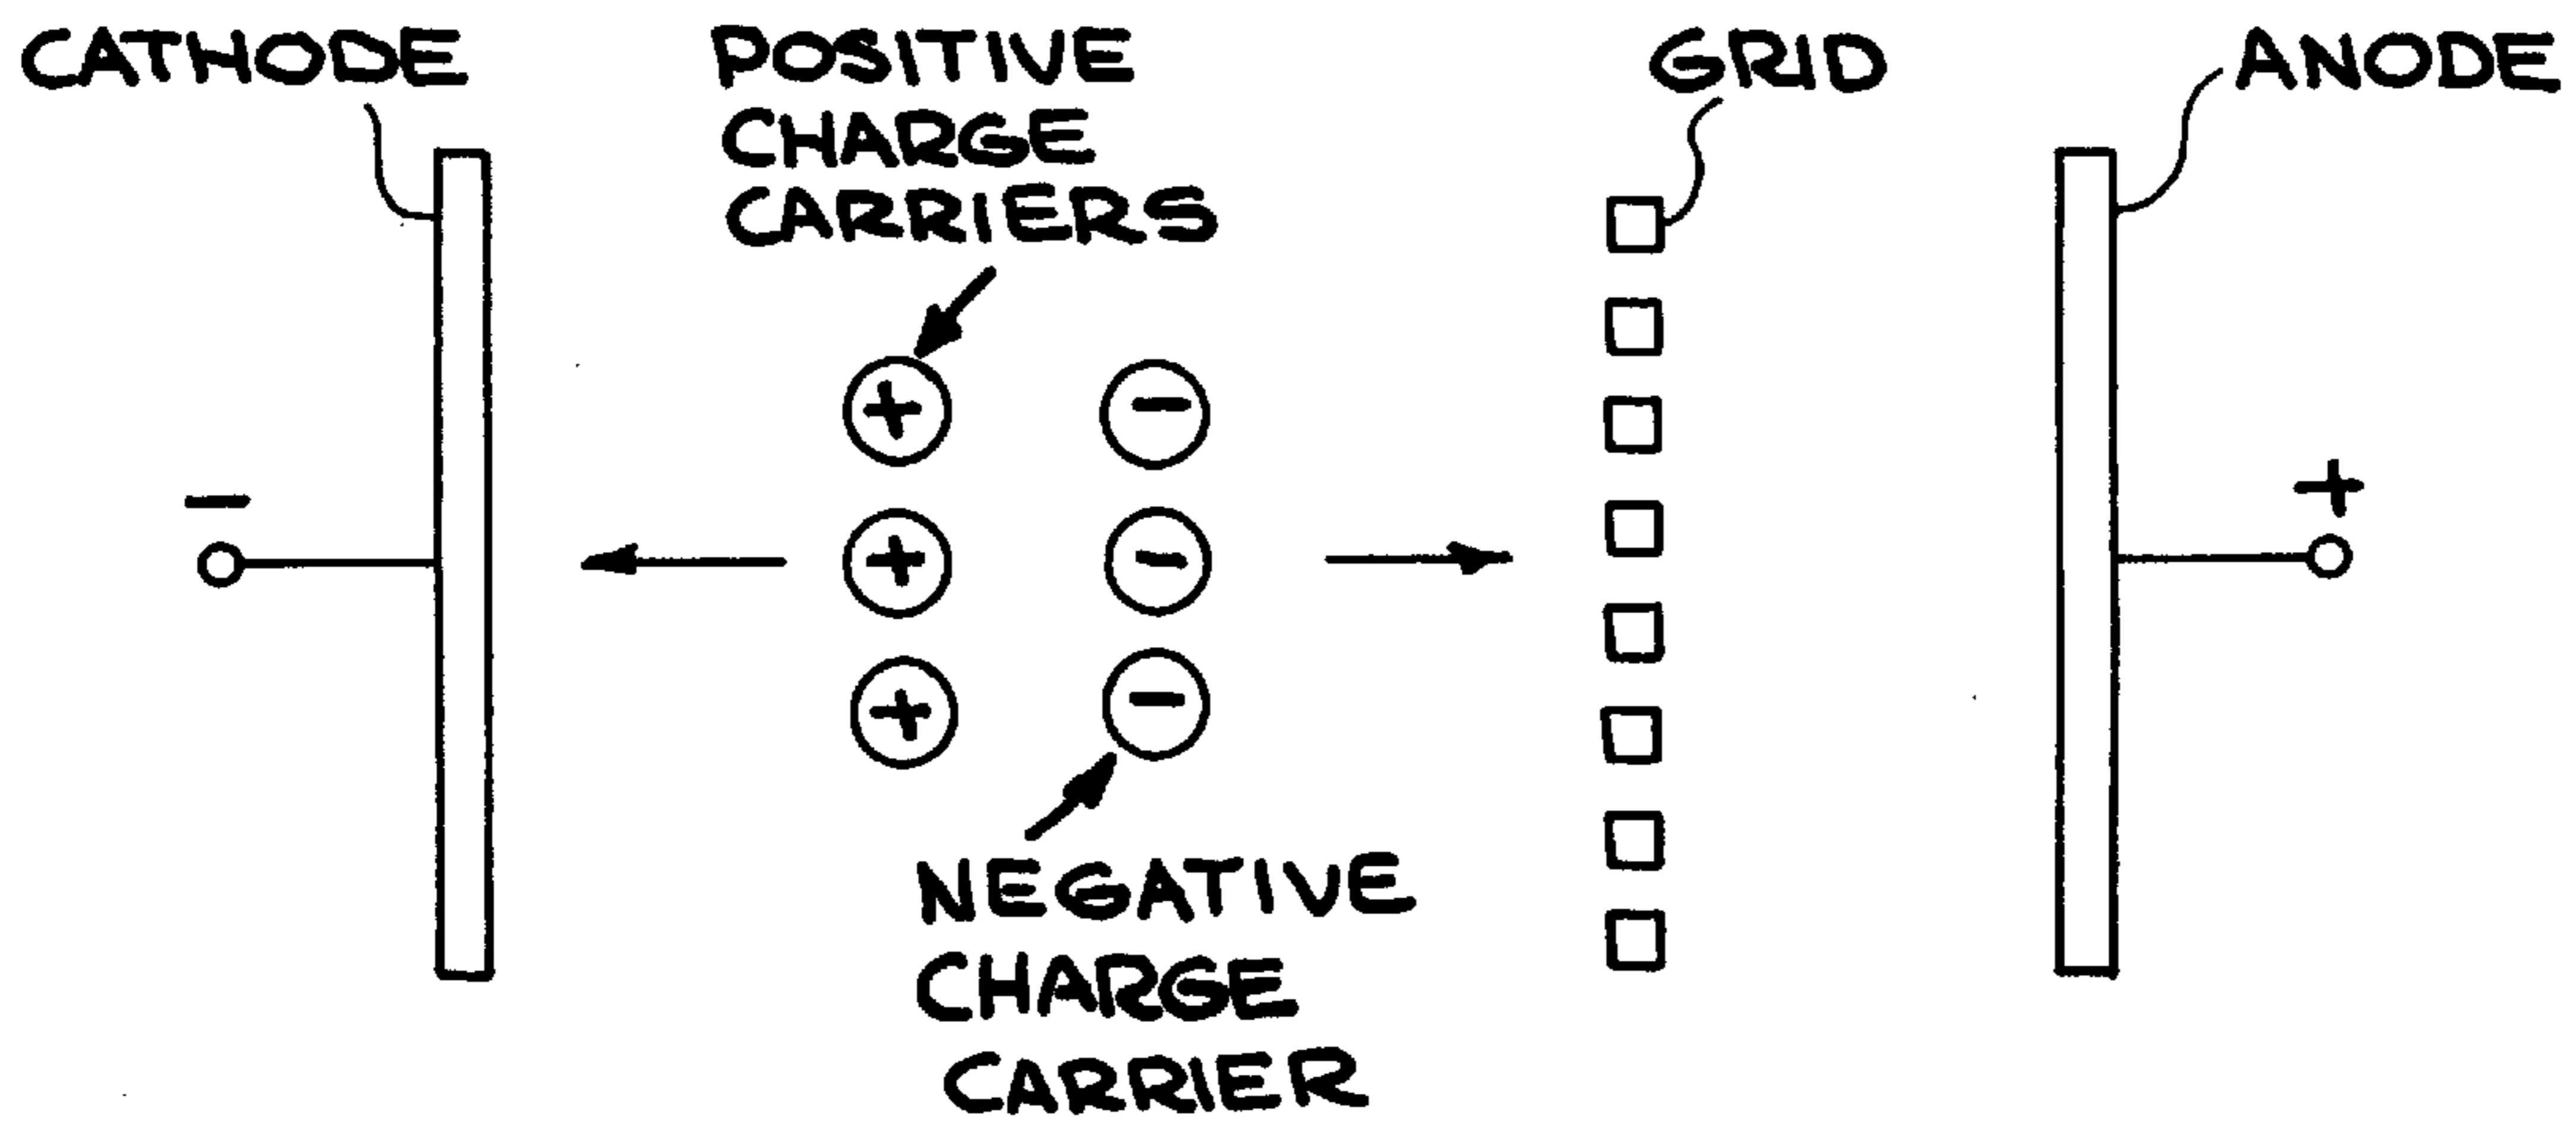 CATHODE
POSITIVE
CHARGE
CARRIERS
GRID
ANODE
+ -
- +
+ -
+ -
NEGATIVE
CHARGE
CARRIER